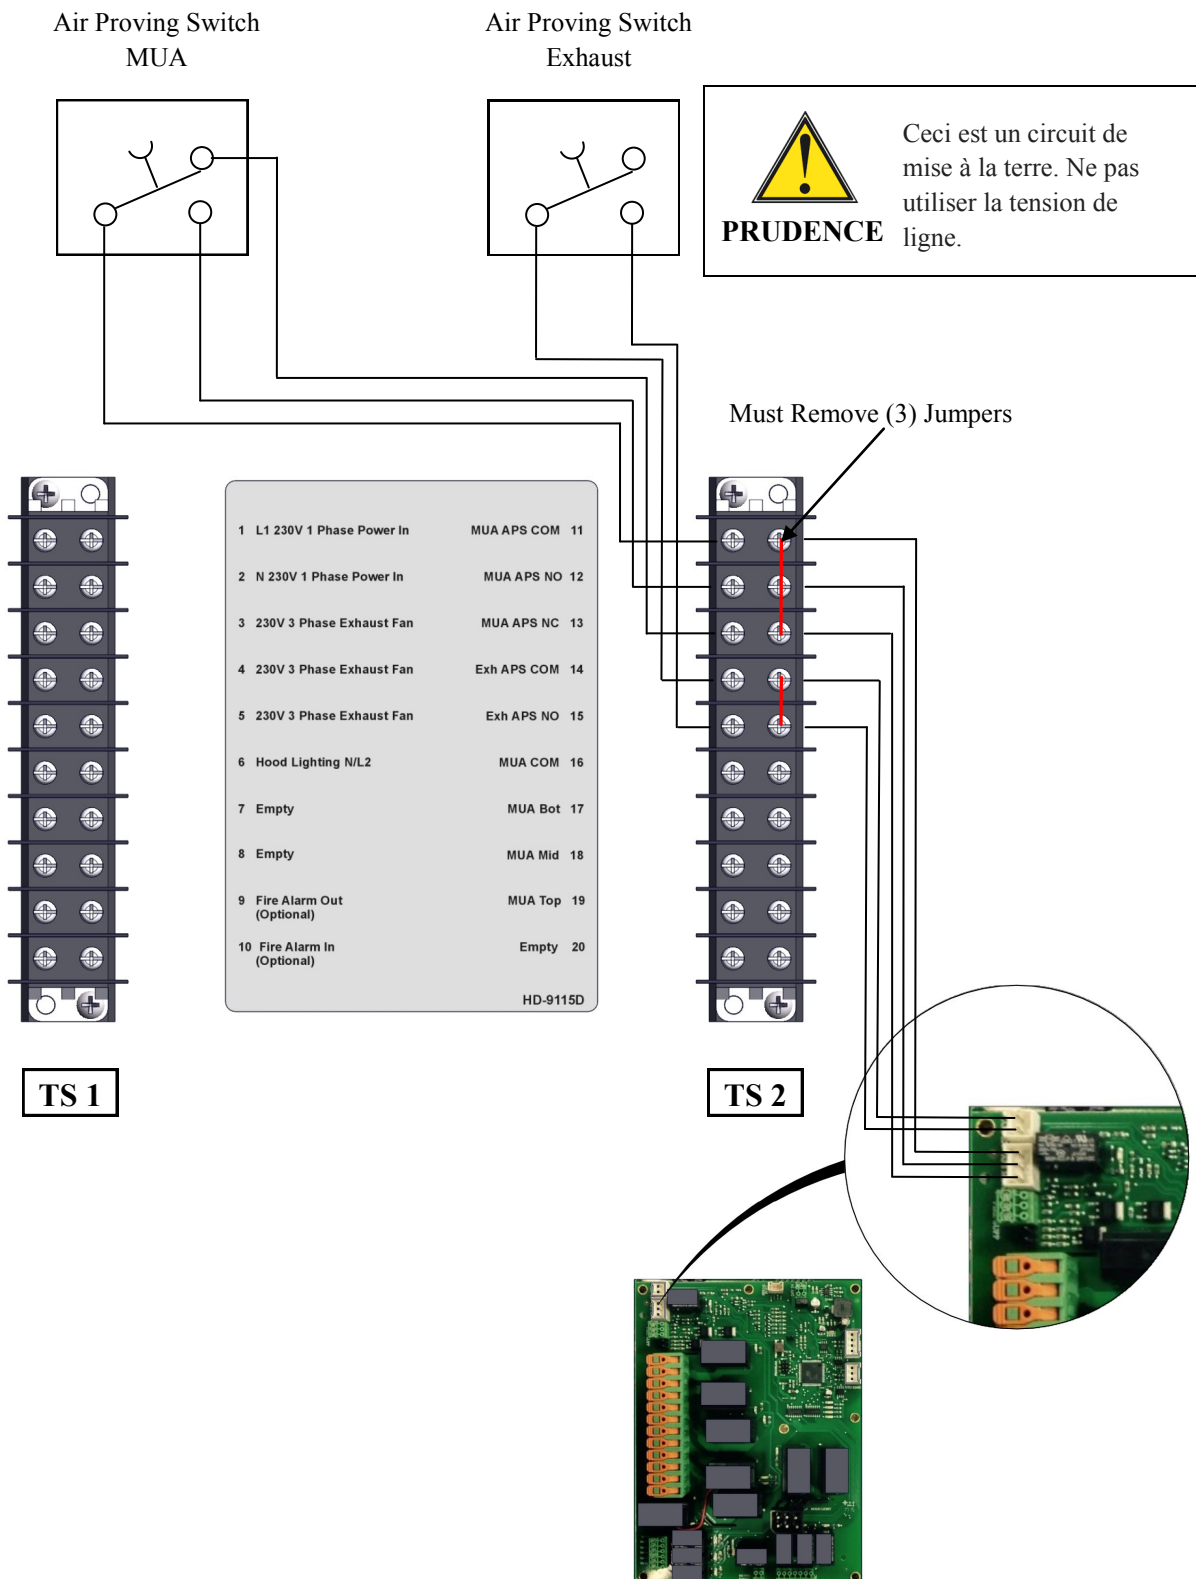 Air Proving Switch
MUA
Air Proving Switch
Exhaust
PRUDENCE
Ceci est un circuit de
mise à la terre. Ne pas
utiliser la tension de
ligne.
Must Remove (3) Jumpers
1 L1 230V 1 Phase Power In
MUA APS COM 11
2 N 230V 1 Phase Power In
MUA APS NO 12
3 230V 3 Phase Exhaust Fan
MUA APS NC 13
4 230V 3 Phase Exhaust Fan
Exh APS COM 14
5 230V 3 Phase Exhaust Fan
Exh APS NO 15
6 Hood Lighting N/L2
MUA COM 16
7 Empty
MUA Bot 17
8 Empty
MUA Mid 18
9 Fire Alarm Out
(Optional)
MUA Top 19
10 Fire Alarm In
(Optional)
Empty 20
HD-9115D
TS 1
TS 2